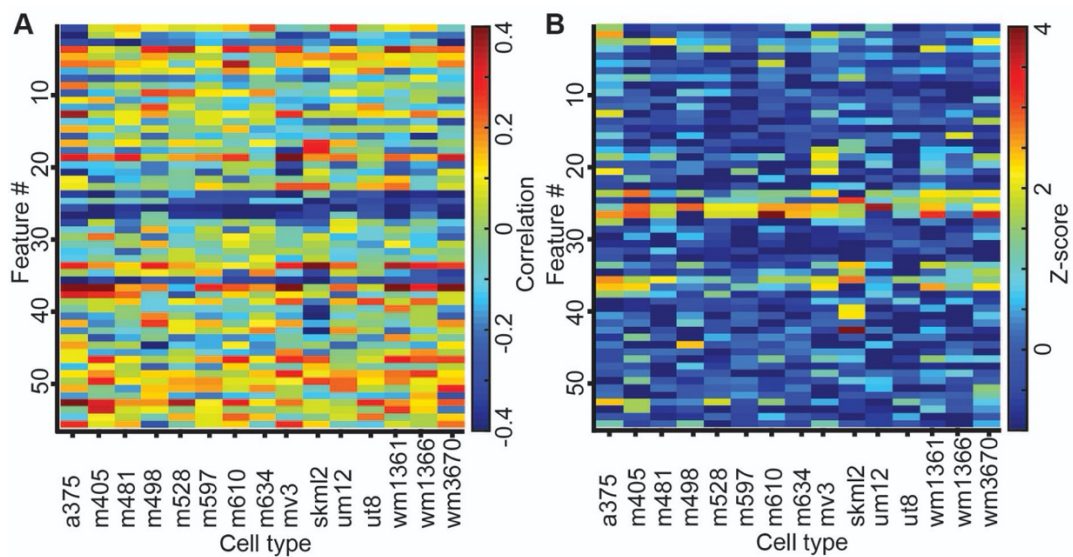 A
B
0.4
0.2
0
-0.2
-0.4
Correlation
4
2
0
Z-score
10
20
30
40
50
Feature #
10
20
30
40
50
Feature #
a375
m405
m481
m498
m528
m597
m610
m634
mv3
skml2
um12
ut8
wm1361
wm1366
wm3670
Cell type
a375
m405
m481
m498
m528
m597
m610
m634
mv3
skml2
um12
ut8
wm1361
wm1366
wm3670
Cell type